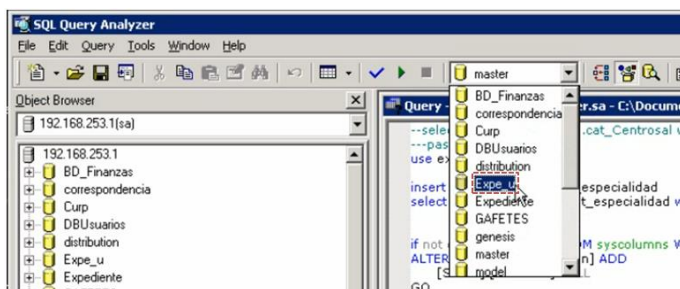 SQL Query Analyzer
File Edit Query Tools Window Help
master
Object Browser
192.168.253.1(sa)
192.168.253.1
BD_Finanzas
correspondencia
Curp
DBUsuarios
distribution
Expe_u
Expediente
Query -
er.sa - C:\Docum
BD_Finanzas
correspondencia
Curp
DBUsuarios
distribution
Expe_u
Expediente
GAFETES
genesis
master
model
--sele
.cat_Centrosal
---pas
use ex
insert
especialidad
select
t_especialidad w
if not
M syscolumns W
ALTER
n] ADD
[S
GO